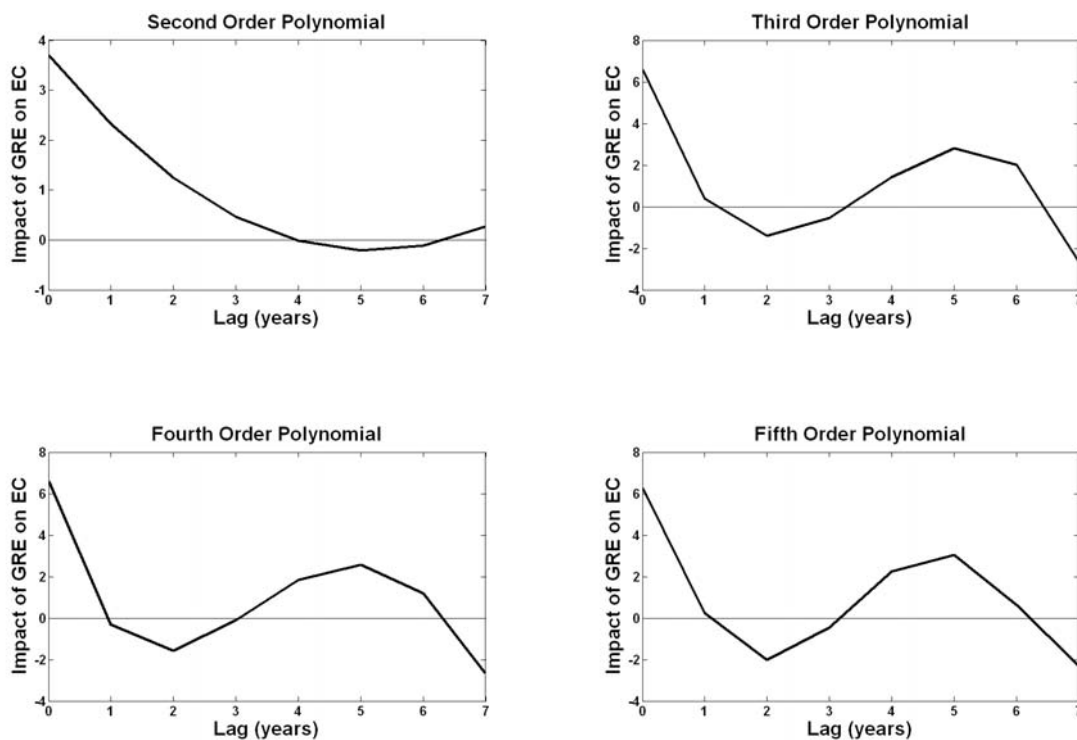 Second Order Polynomial
Impact of GRE on EC
4
3
2
1
0
-1
0 1 2 3 4 5 6 7
Lag (years)
Third Order Polynomial
Impact of GRE on EC
8
6
4
2
0
-2
-4
0 1 2 3 4 5 6 7
Lag (years)
Fourth Order Polynomial
Impact of GRE on EC
8
6
4
2
0
-2
-4
0 1 2 3 4 5 6 7
Lag (years)
Fifth Order Polynomial
Impact of GRE on EC
8
6
4
2
0
-2
-4
0 1 2 3 4 5 6 7
Lag (years)